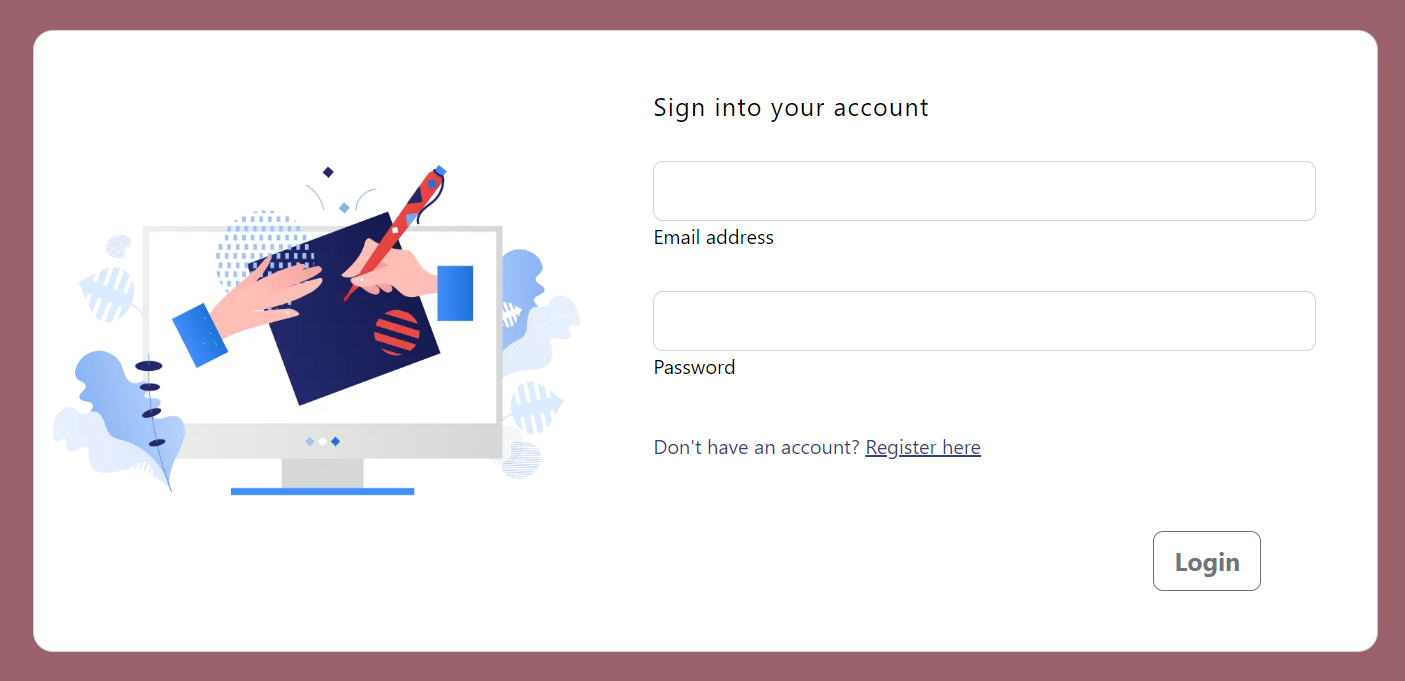 Sign into your account
Email address
Password
Don't have an account? Register here
Login